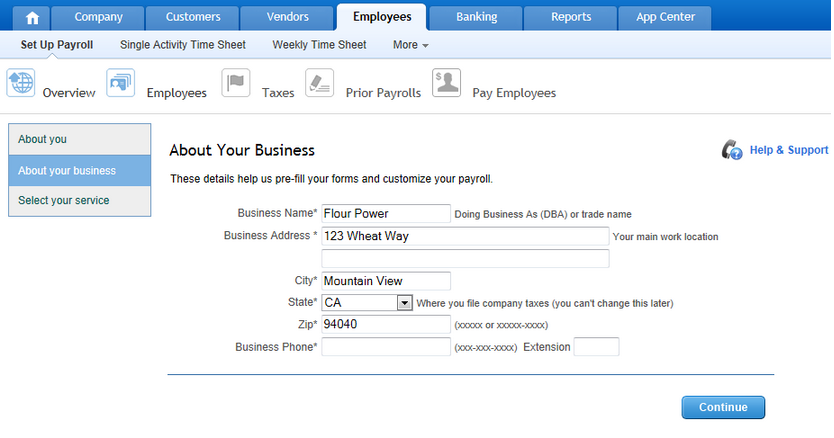 Company Customers Vendors Employees Banking Reports App Center
Set Up Payroll Single Activity Time Sheet Weekly Time Sheet More
Overview Employees Taxes $ Prior Payrolls $ Pay Employees
About you
About your business
Select your service
About Your Business
? Help & Support
These details help us pre-fill your forms and customize your payroll.
Business Name* Flour Power Doing Business As (DBA) or trade name
Business Address * 123 Wheat Way Your main work location
City* Mountain View
State* CA Where you file company taxes (you can't change this later)
Zip* 94040 (xxxxx or xxxxx-xxxx)
Business Phone* (xxx-xxx-xxxx) Extension
Continue